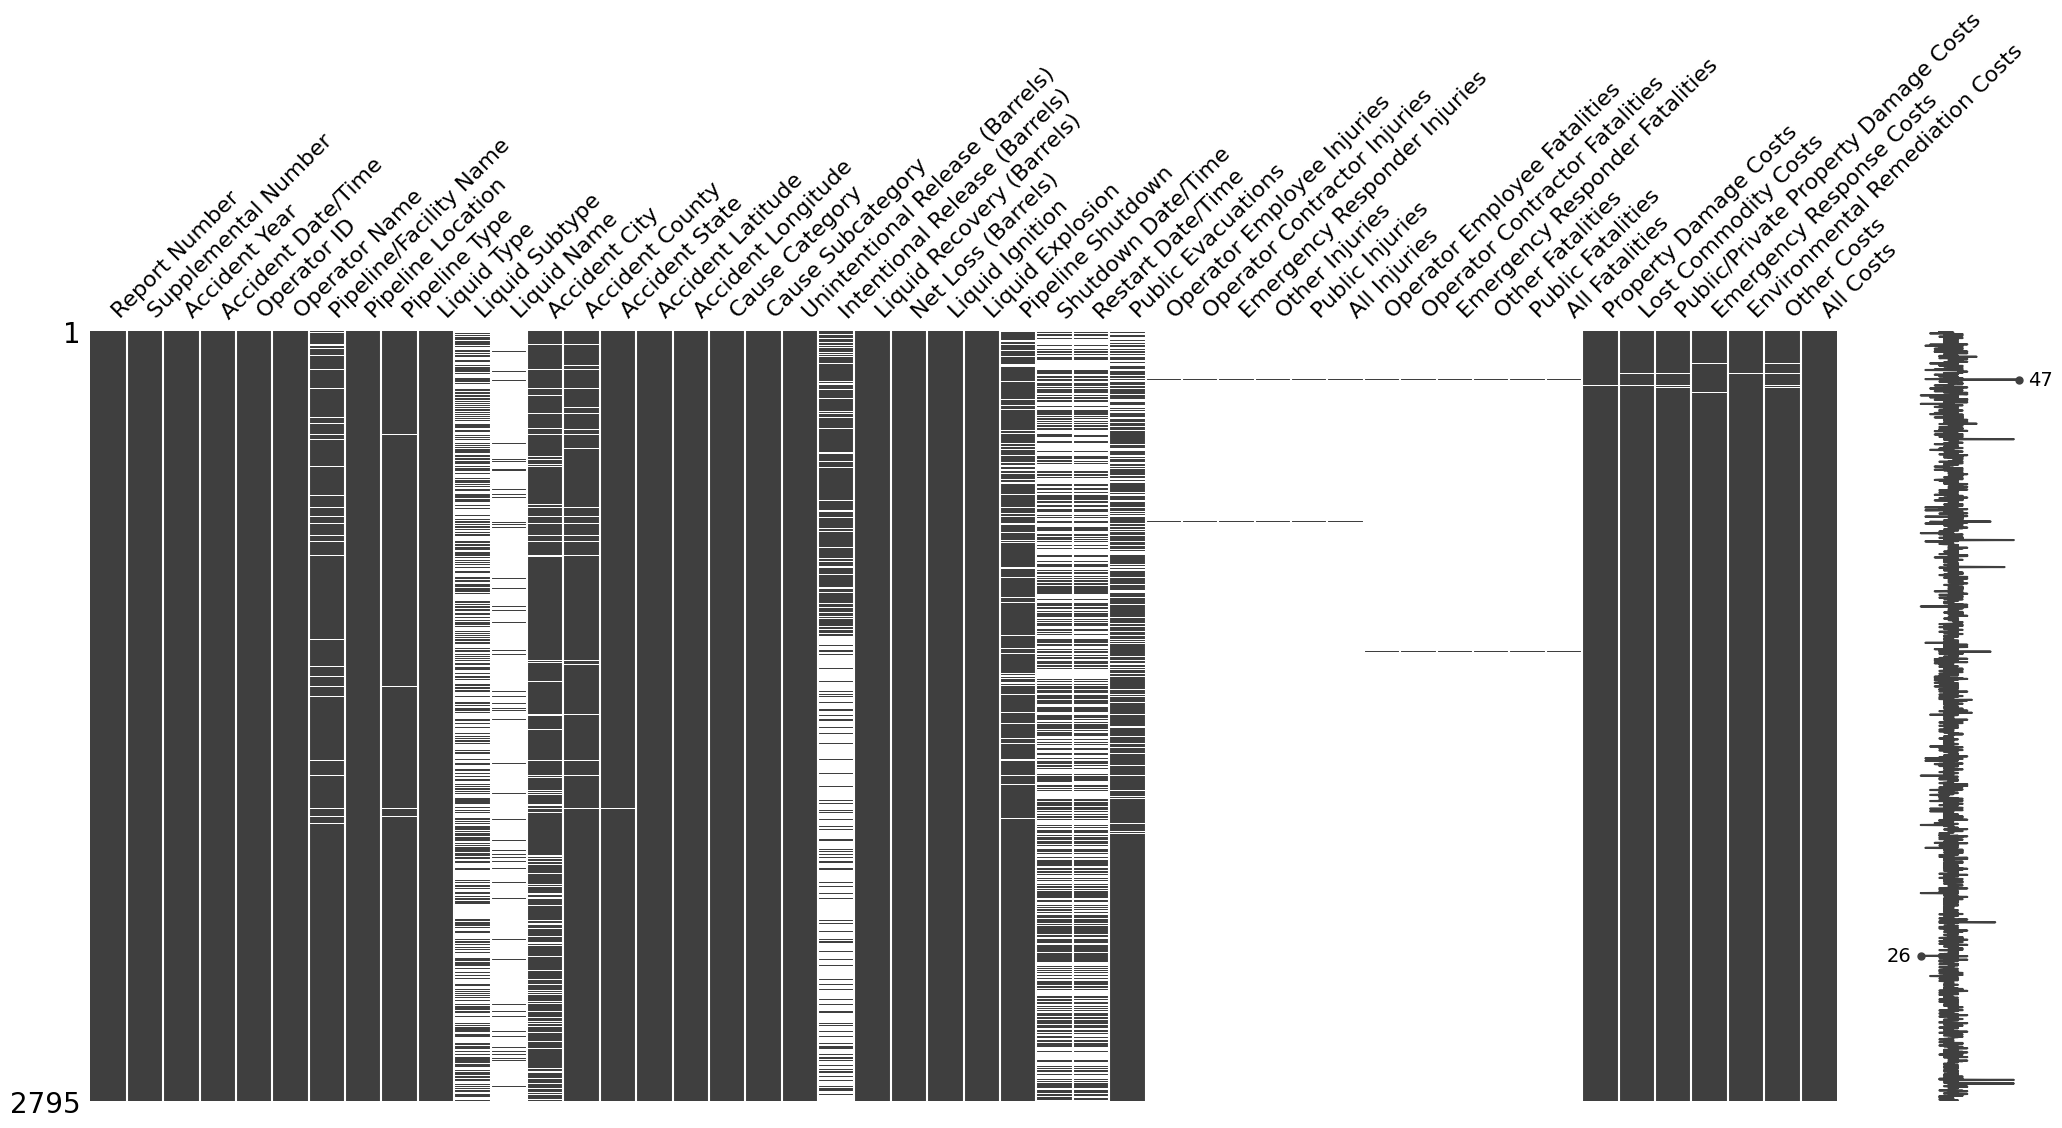 Report Number
Supplemental Number
Accident Year
Accident Date/Time
Operator ID
Operator Name
Pipeline/Facility Name
Pipeline Location
Pipeline Type
Liquid Type
Liquid Subtype
Liquid Name
Accident City
Accident County
Accident State
Accident Latitude
Accident Longitude
Cause Category
Cause Subcategory
Unintentional Release (Barrels)
Intentional Release (Barrels)
Liquid Recovery (Barrels)
Net Loss (Barrels)
Liquid Ignition
Liquid Explosion
Pipeline Shutdown
Shutdown Date/Time
Restart Date/Time
Public Evacuations
Operator Employee Injuries
Operator Contractor Injuries
Emergency Responder Injuries
Other Injuries
Public Injuries
All Injuries
Operator Employee Fatalities
Operator Contractor Fatalities
Emergency Responder Fatalities
Other Fatalities
Public Fatalities
All Fatalities
Property Damage Costs
Lost Commodity Costs
Public/Private Property Damage Costs
Emergency Response Costs
Environmental Remediation Costs
Other Costs
All Costs
1
47
26
2795